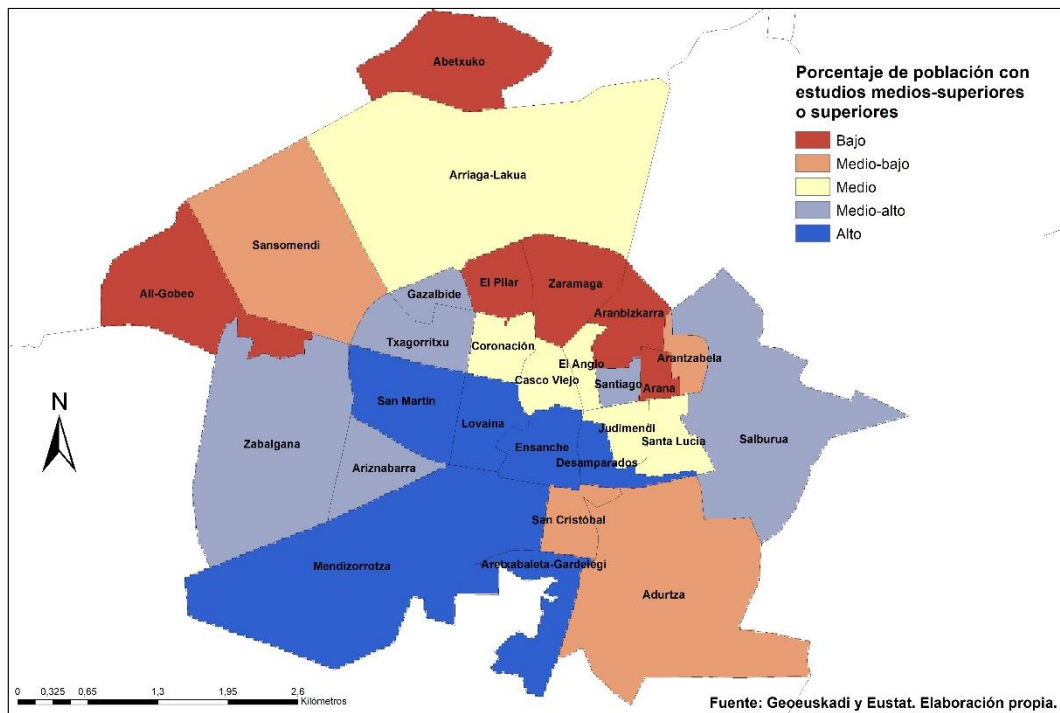 Porcentaje de población con
estudios medios-superiores
o superiores
Bajo
Medio-bajo
Medio
Medio-alto
Alto
Abetxuko
Arriaga-Lakua
Sansomendi
Ali-Gobeo
El Pilar
Zaramaga
Gazalbide
Aranbizkarra
Txagorritxu
Coronación
El Anglo
Arantzabela
Casco Viejo
Santiago
Arana
San Martin
Lovaina
Judimendi
Zabalgana
Ensanche
Santa Lucia
Salburua
Ariznabarra
Desamparados
San Cristóbal
Mendizorrotza
Aretxabaleta-Gardelegi
Adurtza
N
0 0,325 0,65 1,3 1,95 2,6
Kilómetros
Fuente: Geoeuskadi y Eustat. Elaboración propia.